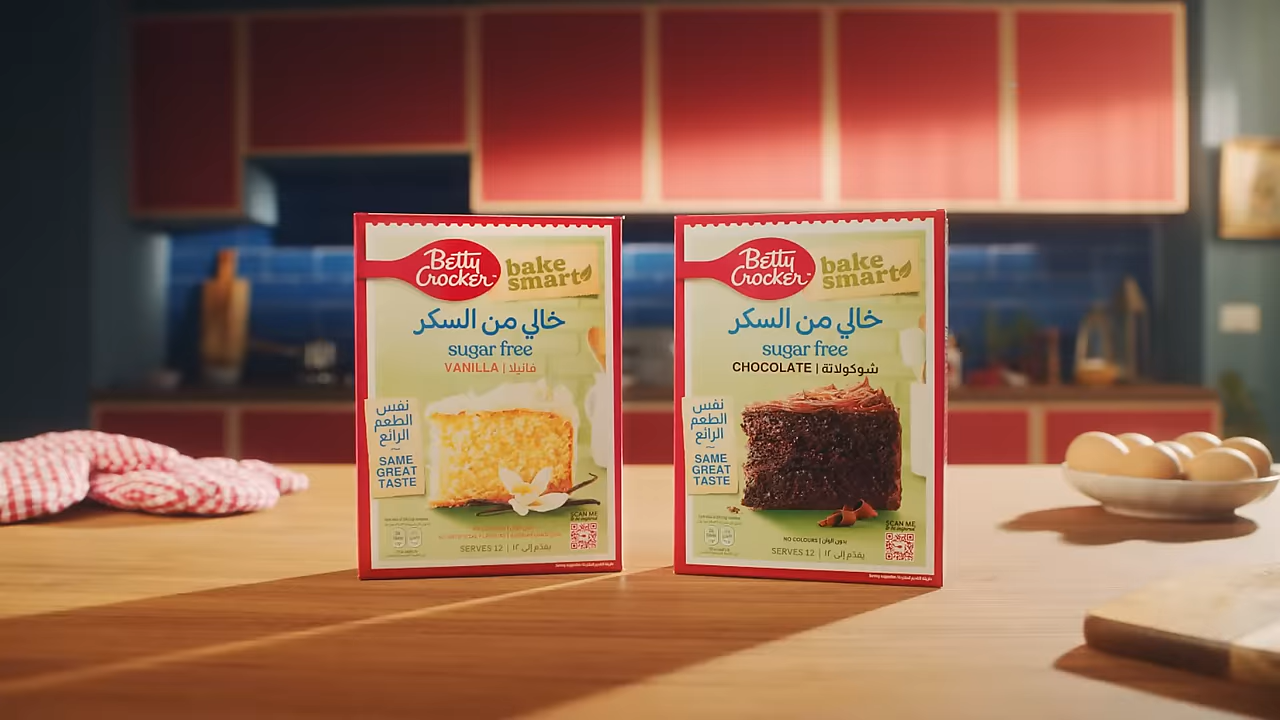 Betty
Crocker
bake
smart
خالي من السكر
sugar free
VANILLA | فانيلا
نفس
الطعم
الرائع
SAME
GREAT
TASTE
SCAN ME
SERVES 12 | يقدّم إلى ١٢
Betty
Crocker
bake
smart
خالي من السكر
sugar free
CHOCOLATE | شوكولاتة
نفس
الطعم
الرائع
SAME
GREAT
TASTE
SCAN ME
NO COLOURS | بدون ألوان
SERVES 12 | يقدّم إلى ١٢